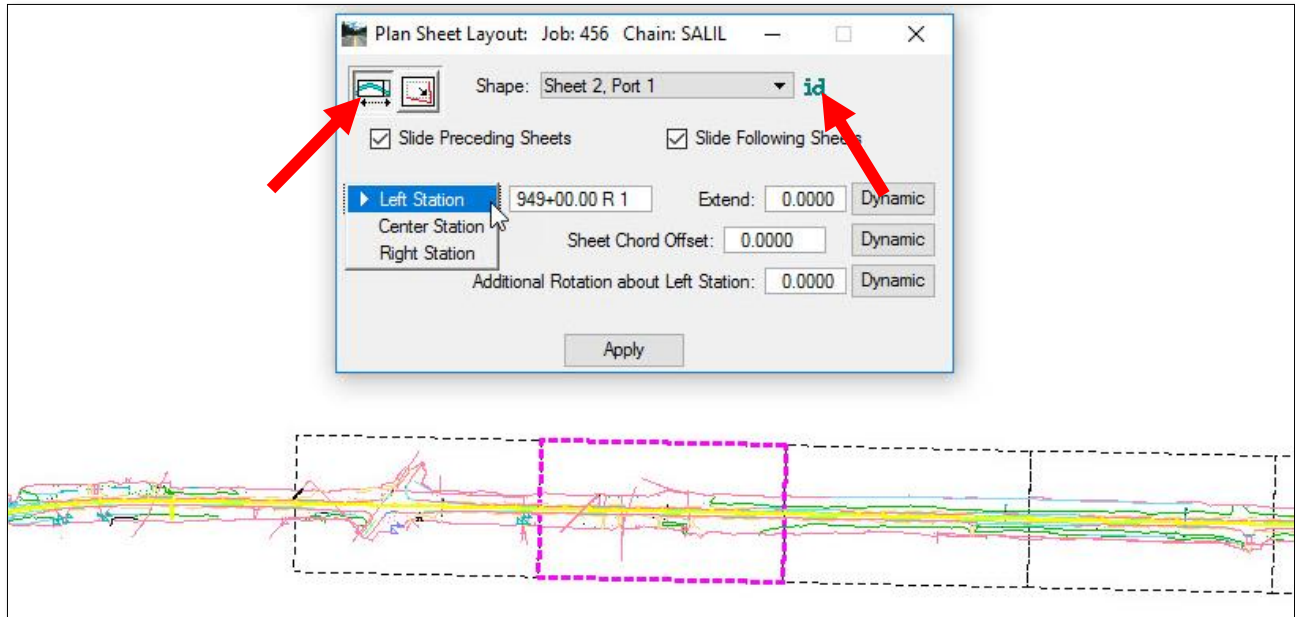 Plan Sheet Layout: Job: 456 Chain: SALIL
Shape: Sheet 2, Port 1 id
Slide Preceding Sheets Slide Following Sheets
Left Station 949+00.00 R 1 Extend: 0.0000 Dynamic
Center Station
Sheet Chord Offset: 0.0000 Dynamic
Right Station
Additional Rotation about Left Station: 0.0000 Dynamic
Apply